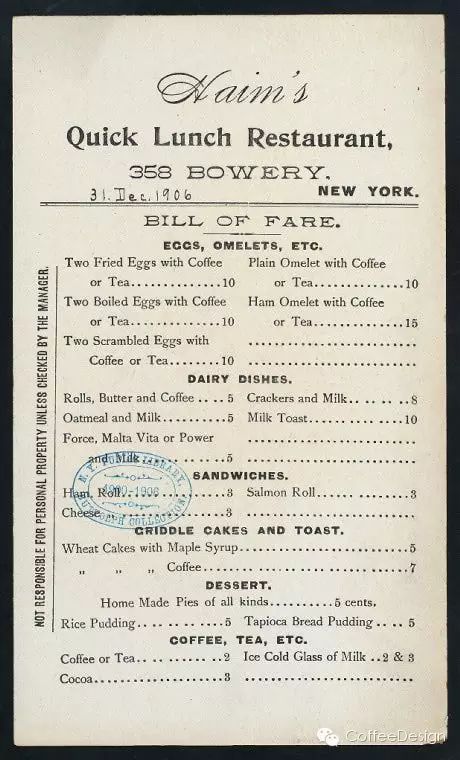 Haim's
Quick Lunch Restaurant,
358 BOWERY,
31. Dec. 1906
NEW YORK.
BILL OF FARE.
EGGS, OMELETS, ETC.
Two Fried Eggs with Coffee
or Tea..............10
Plain Omelet with Coffee
or Tea..............10
Two Boiled Eggs with Coffee
or Tea..............10
Ham Omelet with Coffee
or Tea..............15
Two Scrambled Eggs with
Coffee or Tea........10
DAIRY DISHES.
Rolls, Butter and Coffee .... 5 Crackers and Milk........8
Oatmeal and Milk..........5 Milk Toast..............10
Force, Malta Vita or Power
and Milk..............5
SANDWICHES.
Ham, Roll..............3 Salmon Roll..............3
Cheese..............3
GRIDDLE CAKES AND TOAST.
Wheat Cakes with Maple Syrup..............5
„ „ „ Coffee..............7
DESSERT.
Home Made Pies of all kinds..........5 cents.
Rice Pudding..............5 Tapioca Bread Pudding .... 5
COFFEE, TEA, ETC.
Coffee or Tea..............2 Ice Cold Glass of Milk ..2 & 3
Cocoa..............3
NOT RESPONSIBLE FOR PERSONAL PROPERTY UNLESS CHECKED BY THE MANAGER.
N. Y. PUBLIC LIBRARY
1900-1906
COLLECTION
CoffeeDesign